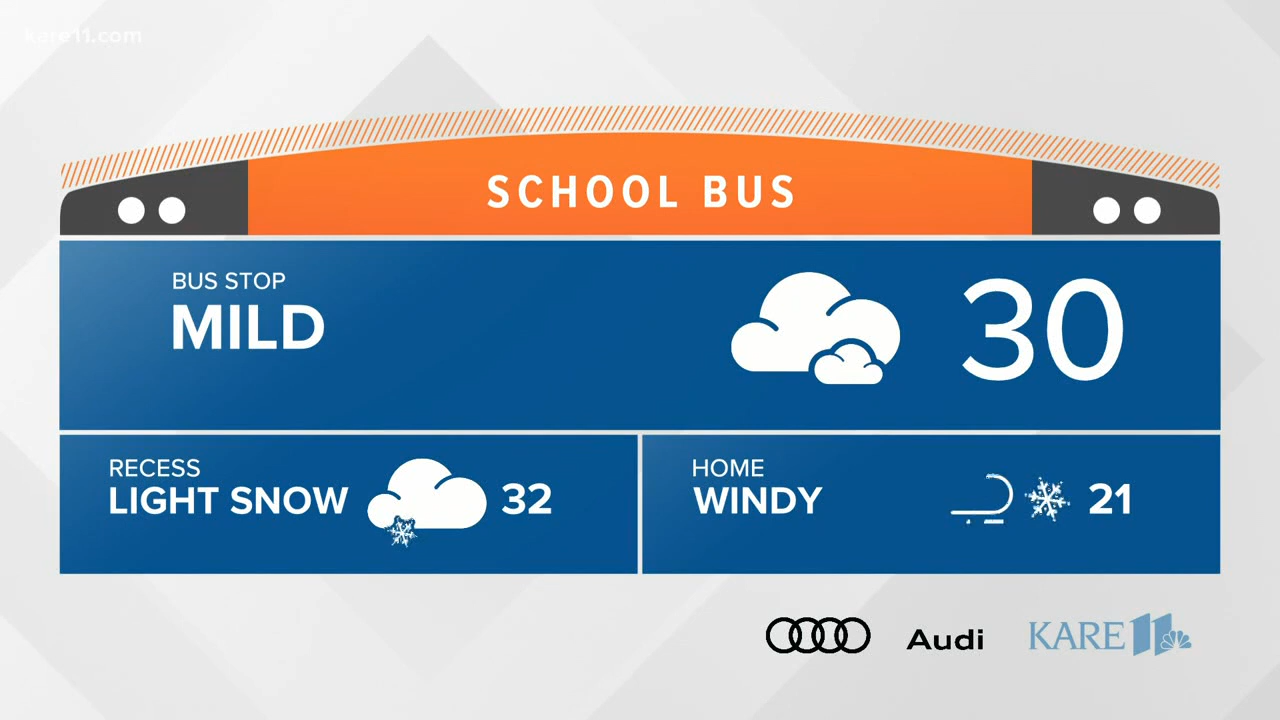 kare11.com
SCHOOL BUS
BUS STOP
MILD
30
RECESS
LIGHT SNOW 32
HOME
WINDY 21
Audi KARE 11